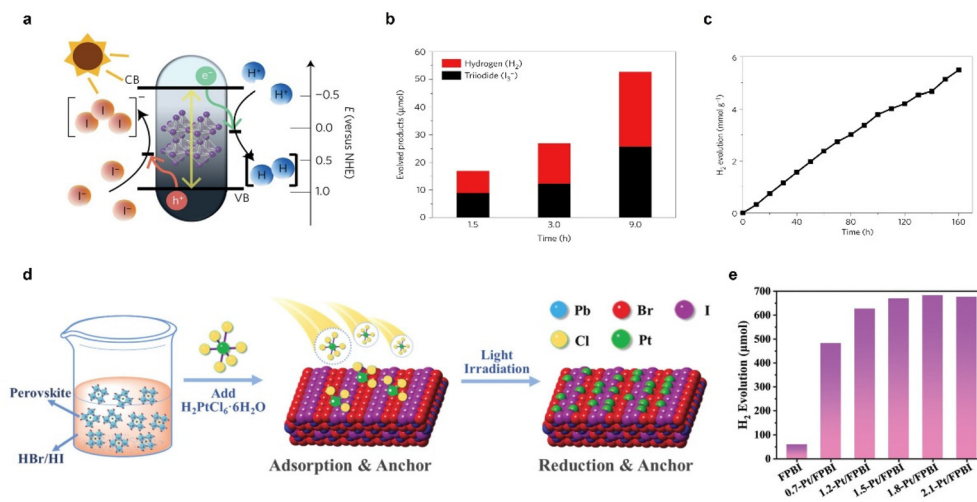 a
CB
e⁻
H⁺
H⁺
I
I
I
−
I⁻
I⁻
I⁻
h⁺
VB
H
H
-0.5
0.0
0.5
1.0
E (versus NHE)
b
Evolved products (μmol)
60
50
40
30
20
10
0
Hydrogen (H₂)
Triiodide (I₃⁻)
1.5
3.0
9.0
Time (h)
c
H₂ evolution (mmol g⁻¹)
6
4
2
0
0
40
80
120
160
Time (h)
d
Perovskite
HBr/HI
Add
H₂PtCl₆·6H₂O
Adsorption & Anchor
Pb
Br
I
Cl
Pt
Light
Irradiation
Reduction & Anchor
e
H₂ Evolution (μmol)
700
600
500
400
300
200
100
0
FPBI
0.7-Pt/FPBI
1.2-Pt/FPBI
1.5-Pt/FPBI
1.8-Pt/FPBI
2.1-Pt/FPBI